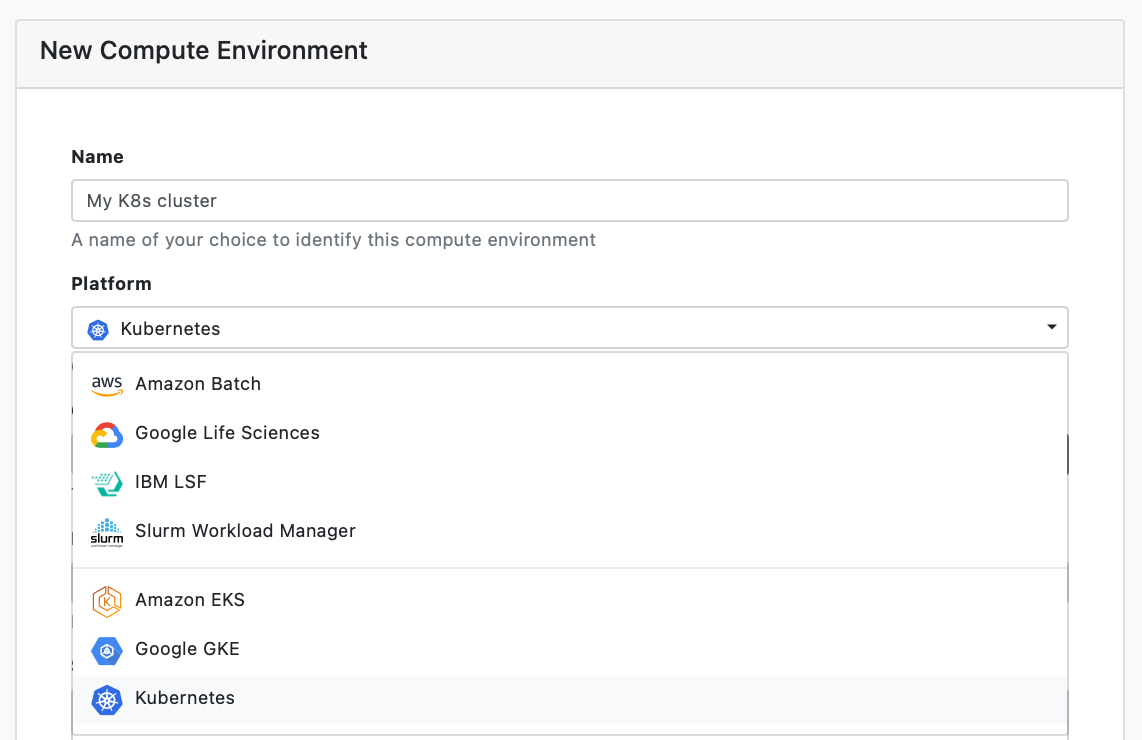 New Compute Environment
Name
My K8s cluster
A name of your choice to identify this compute environment
Platform
Kubernetes
aws Amazon Batch
Google Life Sciences
IBM LSF
slurm Slurm Workload Manager
Amazon EKS
Google GKE
Kubernetes